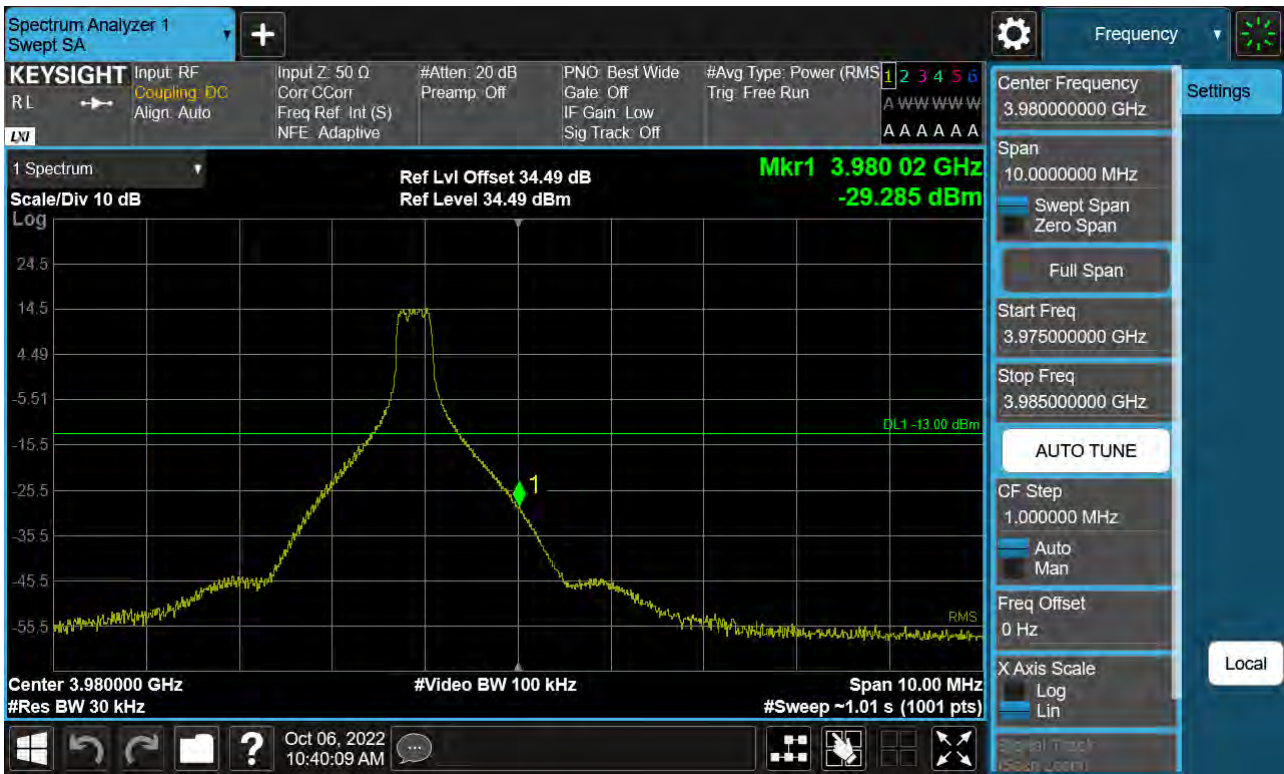 Spectrum Analyzer 1
Swept SA
+
Frequency
KEYSIGHT
RL
LXI
Input: RF
Coupling: DC
Align: Auto
Input Z: 50 Ω
Corr CCorr
Freq Ref: Int (S)
NFE: Adaptive
#Atten: 20 dB
Preamp: Off
PNO: Best Wide
Gate: Off
IF Gain: Low
Sig Track: Off
#Avg Type: Power (RMS
Trig: Free Run
1 2 3 4 5 6
A W W W W W
A A A A A A
1 Spectrum
Scale/Div 10 dB
Log
Ref Lvl Offset 34.49 dB
Ref Level 34.49 dBm
Mkr1 3.980 02 GHz
-29.285 dBm
24.5
14.5
4.49
-5.51
-15.5
-25.5
-35.5
-45.5
-55.5
DL1 -13.00 dBm
1
RMS
Center 3.980000 GHz
#Res BW 30 kHz
#Video BW 100 kHz
Span 10.00 MHz
#Sweep ~1.01 s (1001 pts)
Center Frequency
3.980000000 GHz
Settings
Span
10.0000000 MHz
Swept Span
Zero Span
Full Span
Start Freq
3.975000000 GHz
Stop Freq
3.985000000 GHz
AUTO TUNE
CF Step
1.000000 MHz
Auto
Man
Freq Offset
0 Hz
X Axis Scale
Log
Lin
Local
Signal Track
(Span Zoom)
?
Oct 06, 2022
10:40:09 AM